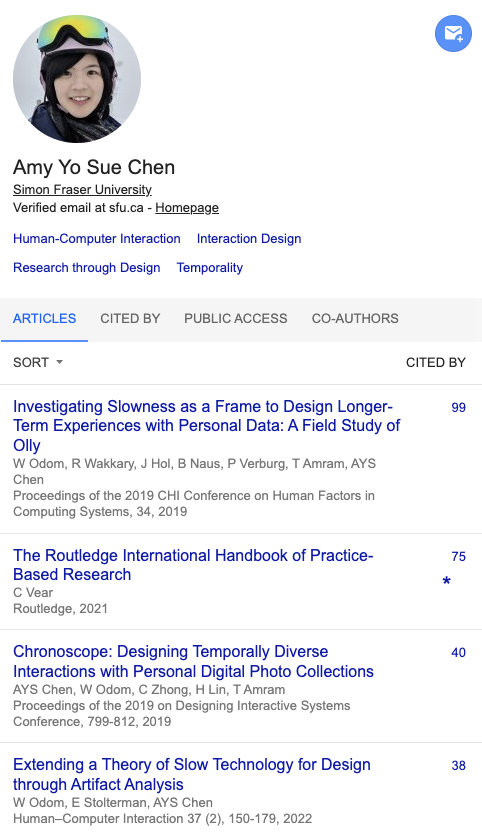 Amy Yo Sue Chen
Simon Fraser University
Verified email at sfu.ca - Homepage
Human-Computer Interaction Interaction Design
Research through Design Temporality
ARTICLES CITED BY PUBLIC ACCESS CO-AUTHORS
SORT CITED BY
Investigating Slowness as a Frame to Design Longer- 99
Term Experiences with Personal Data: A Field Study of
Olly
W Odom, R Wakkary, J Hol, B Naus, P Verburg, T Amram, AYS
Chen
Proceedings of the 2019 CHI Conference on Human Factors in
Computing Systems, 34, 2019
The Routledge International Handbook of Practice- 75
Based Research *
C Vear
Routledge, 2021
Chronoscope: Designing Temporally Diverse 40
Interactions with Personal Digital Photo Collections
AYS Chen, W Odom, C Zhong, H Lin, T Amram
Proceedings of the 2019 on Designing Interactive Systems
Conference, 799-812, 2019
Extending a Theory of Slow Technology for Design 38
through Artifact Analysis
W Odom, E Stolterman, AYS Chen
Human–Computer Interaction 37 (2), 150-179, 2022